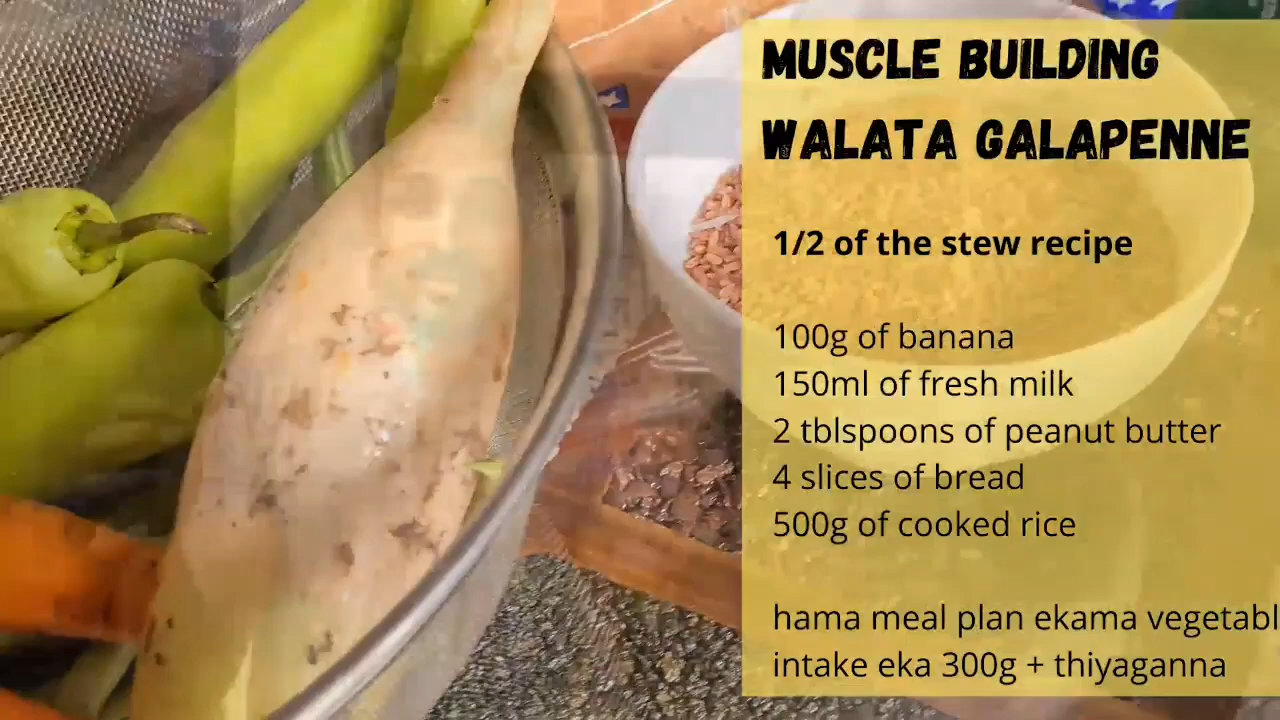 MUSCLE BUILDING
WALATA GALAPENNE
1/2 of the stew recipe
100g of banana
150ml of fresh milk
2 tblspoons of peanut butter
4 slices of bread
500g of cooked rice
hama meal plan ekama vegetabl
intake eka 300g + thiyaganna